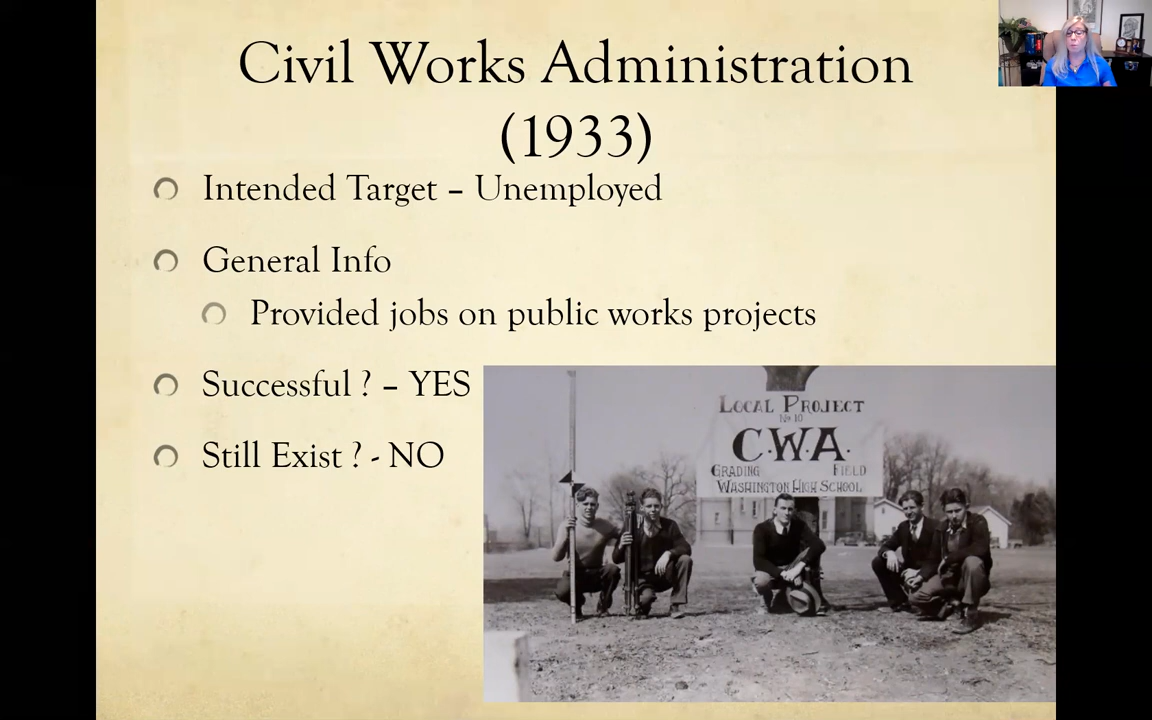 Civil Works Administration
(1933)
Intended Target – Unemployed
General Info
Provided jobs on public works projects
Successful ? – YES
Still Exist ? - NO
LOCAL PROJECT
No 10
C.W.A.
GRADING FIELD
WASHINGTON HIGH SCHOOL